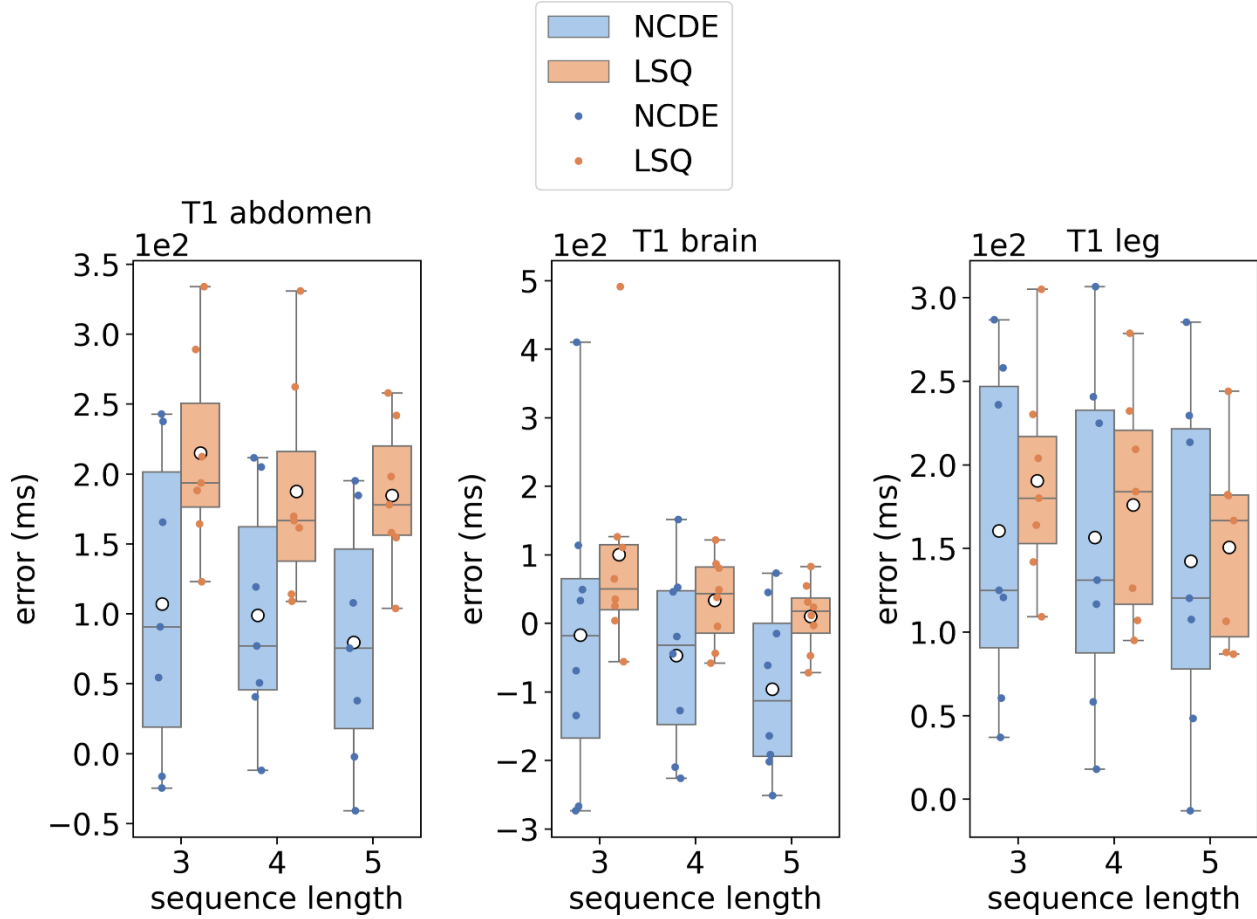 NCDE
LSQ
NCDE
LSQ
T1 abdomen
1e2
3.5
3.0
2.5
2.0
1.5
1.0
0.5
0.0
−0.5
error (ms)
3 4 5
sequence length
T1 brain
1e2
5
4
3
2
1
0
−1
−2
−3
error (ms)
3 4 5
sequence length
T1 leg
1e2
3.0
2.5
2.0
1.5
1.0
0.5
0.0
error (ms)
3 4 5
sequence length